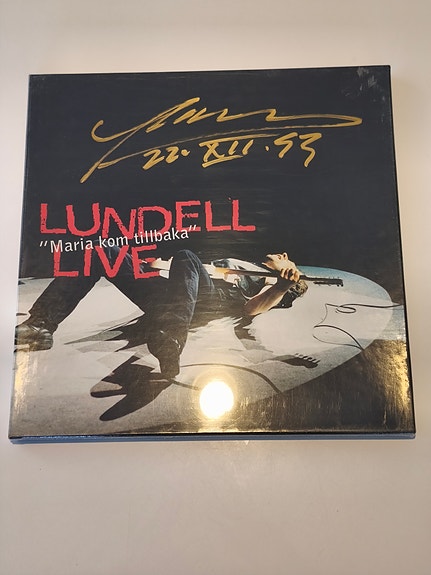 22. XII. 93
LUNDELL
"Maria kom tillbaka"
LIVE